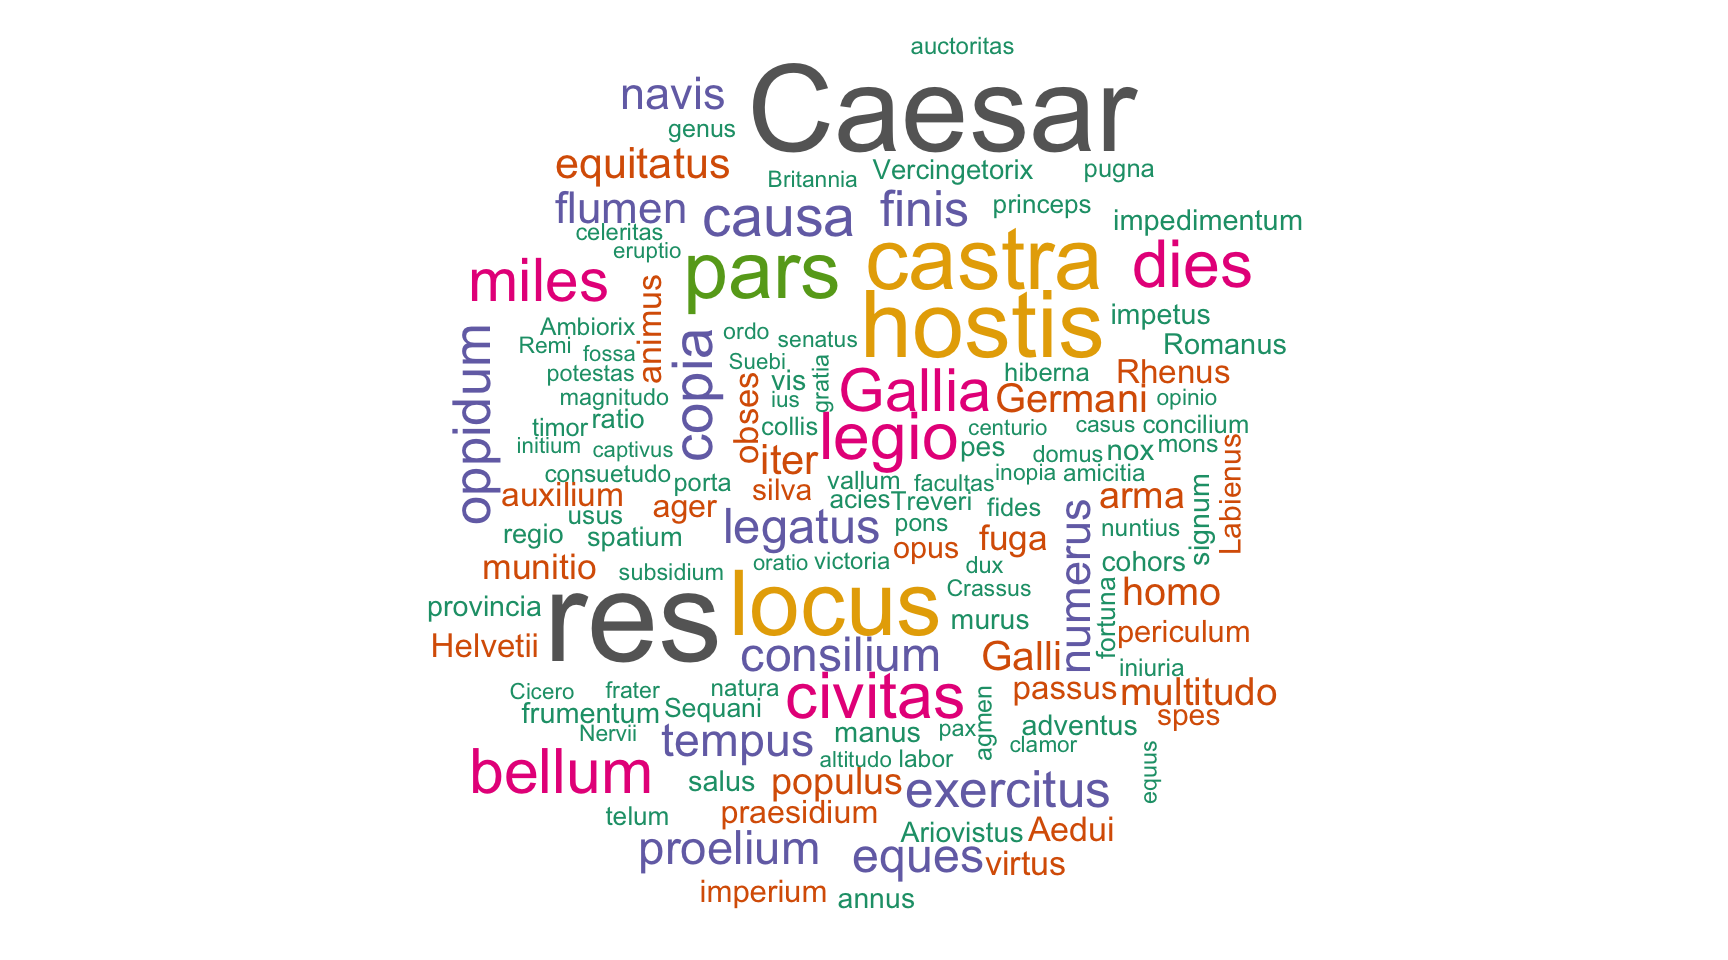 auctoritas
Caesar
navis
genus
equitatus
Britannia
Vercingetorix
pugna
flumen
causa
finis
princeps
impedimentum
celeritas
eruptio
miles
pars
castra
dies
animus
hostis
impetus
Ambiorix
ordo
senatus
Romanus
Remi
fossa
oppidum
copia
Suebi
vis
gratia
Gallia
hiberna
Rhenus
potestas
magnitudo
obses
ius
Germani
opinio
timor
ratio
collis
legio
centurio
casus
concilium
initium
captivus
iter
pes
domus
nox
mons
consuetudo
porta
silva
vallum
facultas
inopia
amicitia
Labienus
auxilium
ager
acies
Treveri
fides
arma
signum
usus
regio
spatium
legatus
pons
fuga
numerus
nuntius
munitio
subsidium
oratio
victoria
opus
dux
cohors
provincia
res
locus
Crassus
murus
fortuna
homo
periculum
Helvetii
consilium
Galli
iniuria
Cicero
frater
natura
civitas
passus
multitudo
frumentum
Sequani
agmen
spes
Nervii
tempus
manus
pax
adventus
clamor
bellum
altitudo
labor
equus
salus
populus
exercitus
telum
praesidium
Ariovistus
Aedui
proelium
eques
virtus
imperium
annus